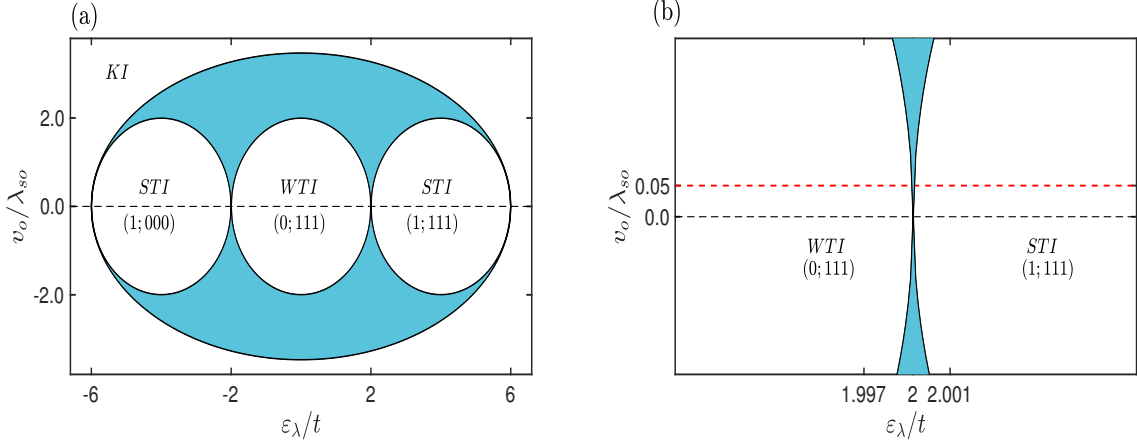 (a)
KI
2.0
0.0
-2.0
v_o/λ_so
STI
(1;000)
WTI
(0;111)
STI
(1;111)
-6
-2
2
6
ε_λ/t
(b)
0.05
0.0
v_o/λ_so
WTI
(0;111)
STI
(1;111)
1.997
2
2.001
ε_λ/t